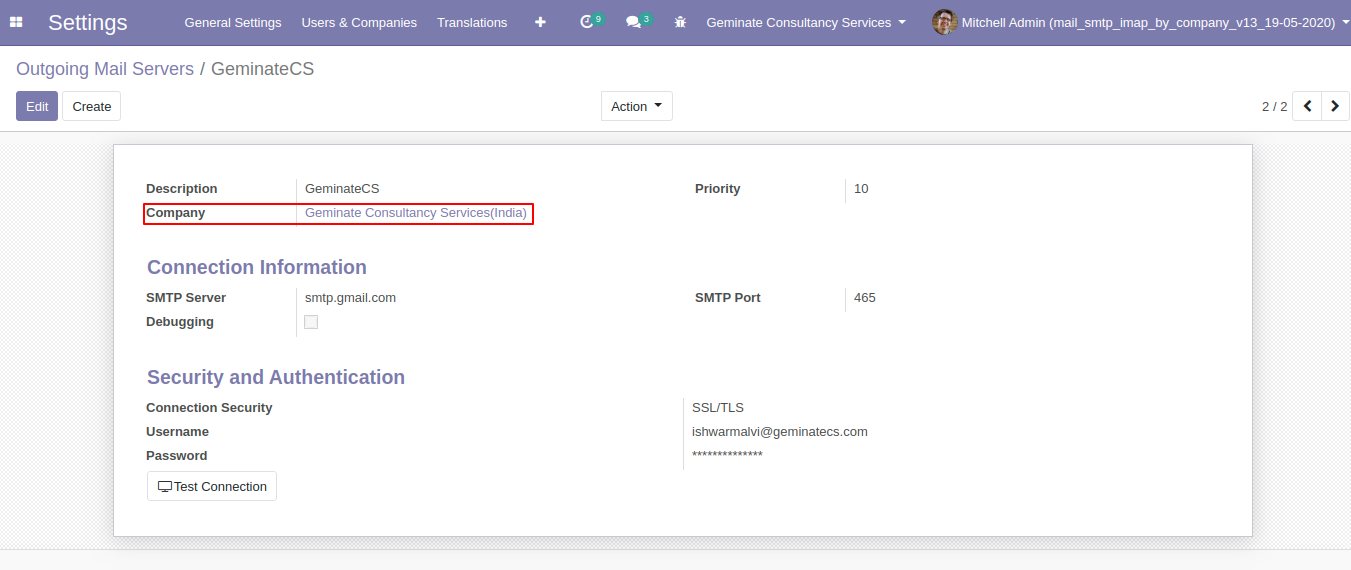 Settings General Settings Users & Companies Translations 9 3 Geminate Consultancy Services Mitchell Admin (mail_smtp_imap_by_company_v13_19-05-2020)
Outgoing Mail Servers / GeminateCS
Edit Create Action 2 / 2
Description GeminateCS Priority 10
Company Geminate Consultancy Services(India)
Connection Information
SMTP Server smtp.gmail.com SMTP Port 465
Debugging
Security and Authentication
Connection Security SSL/TLS
Username ishwarmalvi@geminatecs.com
Password **************
Test Connection